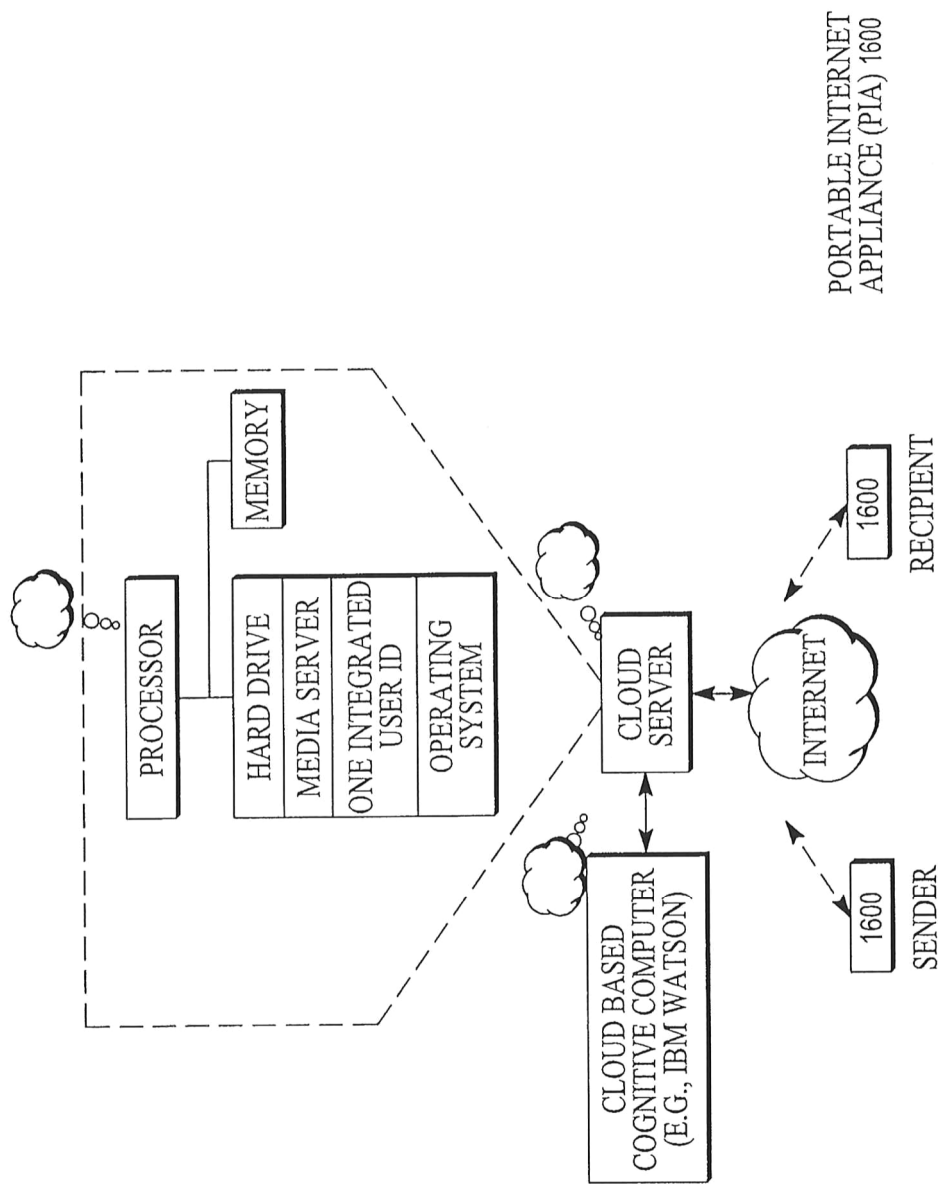 PROCESSOR
MEMORY
HARD DRIVE
MEDIA SERVER
ONE INTEGRATED
USER ID
OPERATING
SYSTEM
CLOUD BASED
COGNITIVE COMPUTER
(E.G., IBM WATSON)
CLOUD
SERVER
INTERNET
1600
SENDER
1600
RECIPIENT
PORTABLE INTERNET
APPLIANCE (PIA) 1600